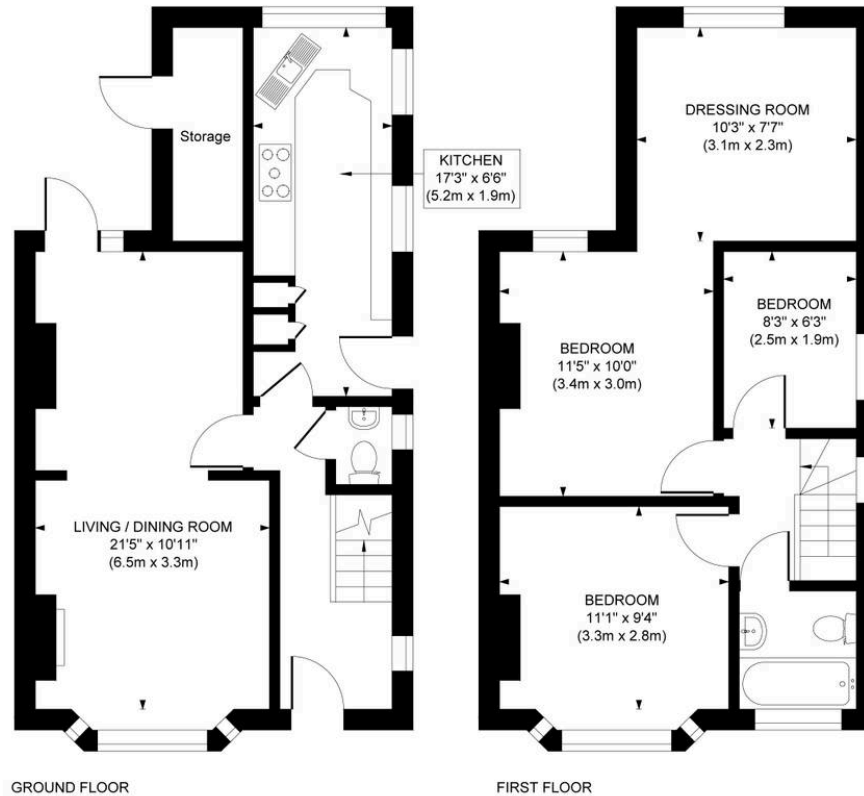 Storage
KITCHEN
17'3" x 6'6"
(5.2m x 1.9m)
LIVING / DINING ROOM
21'5" x 10'11"
(6.5m x 3.3m)
GROUND FLOOR
DRESSING ROOM
10'3" x 7'7"
(3.1m x 2.3m)
BEDROOM
8'3" x 6'3"
(2.5m x 1.9m)
BEDROOM
11'5" x 10'0"
(3.4m x 3.0m)
BEDROOM
11'1" x 9'4"
(3.3m x 2.8m)
FIRST FLOOR